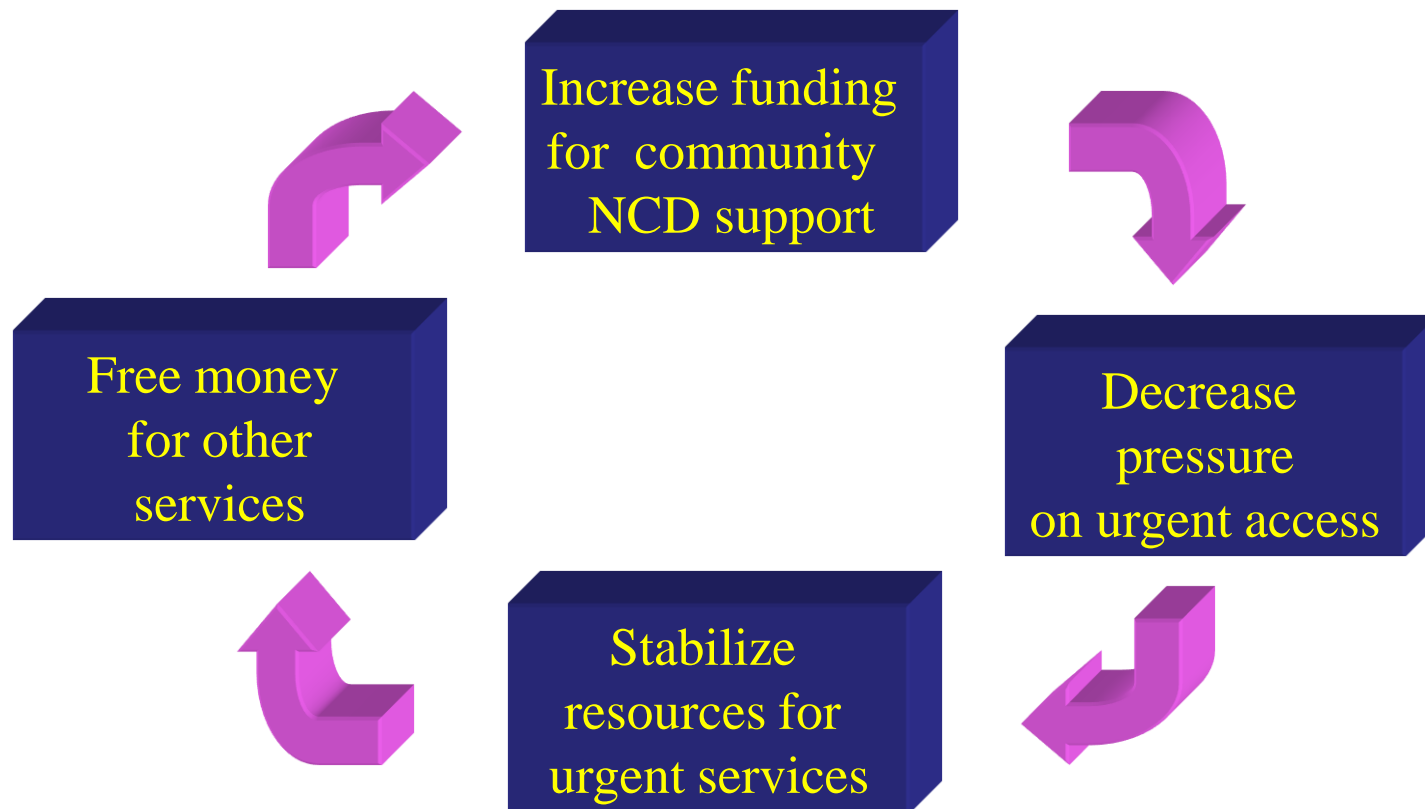 Increase funding
for community
NCD support
Free money
for other
services
Decrease
pressure
on urgent access
Stabilize
resources for
urgent services